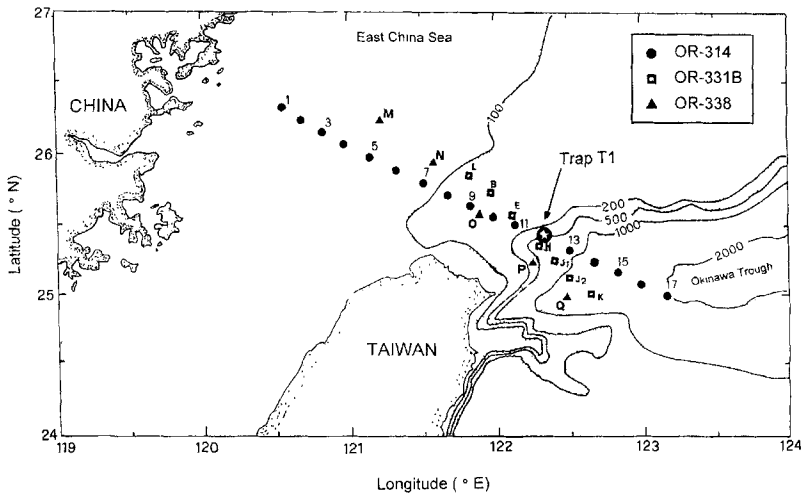 27
East China Sea
OR-314
OR-331B
OR-338
CHINA
1
3
M
100
5
N
Trap T1
26
7
L
B
9
E
O
11
200
500
1000
13
H
P
J1
15
2000
Okinawa Trough
J2
K
7
Q
25
TAIWAN
24
119
120
121
122
123
124
Latitude ( ° N )
Longitude ( ° E )